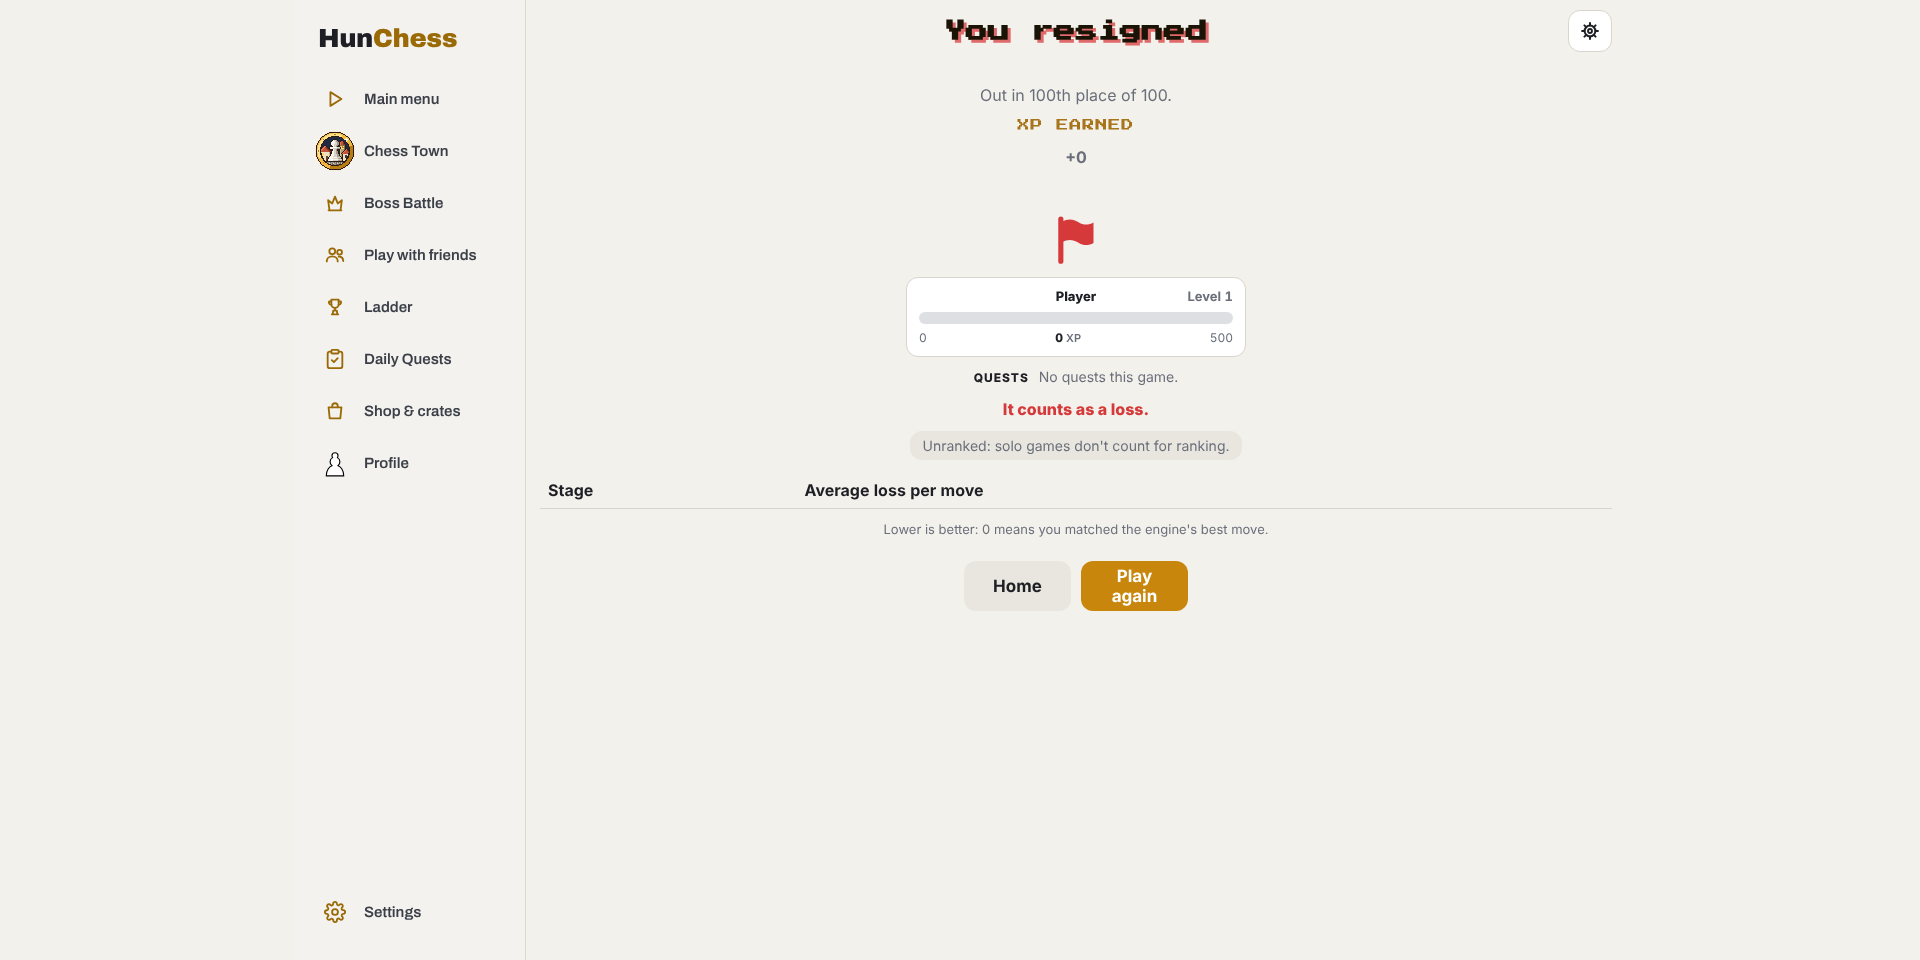 HunChess
Main menu
Chess Town
Boss Battle
Play with friends
Ladder
Daily Quests
Shop & crates
Profile
Settings
You resigned
Out in 100th place of 100.
XP EARNED
+0
Player Level 1
0 0 XP 500
QUESTS No quests this game.
It counts as a loss.
Unranked: solo games don't count for ranking.
Stage Average loss per move
Lower is better: 0 means you matched the engine's best move.
Home
Play
again